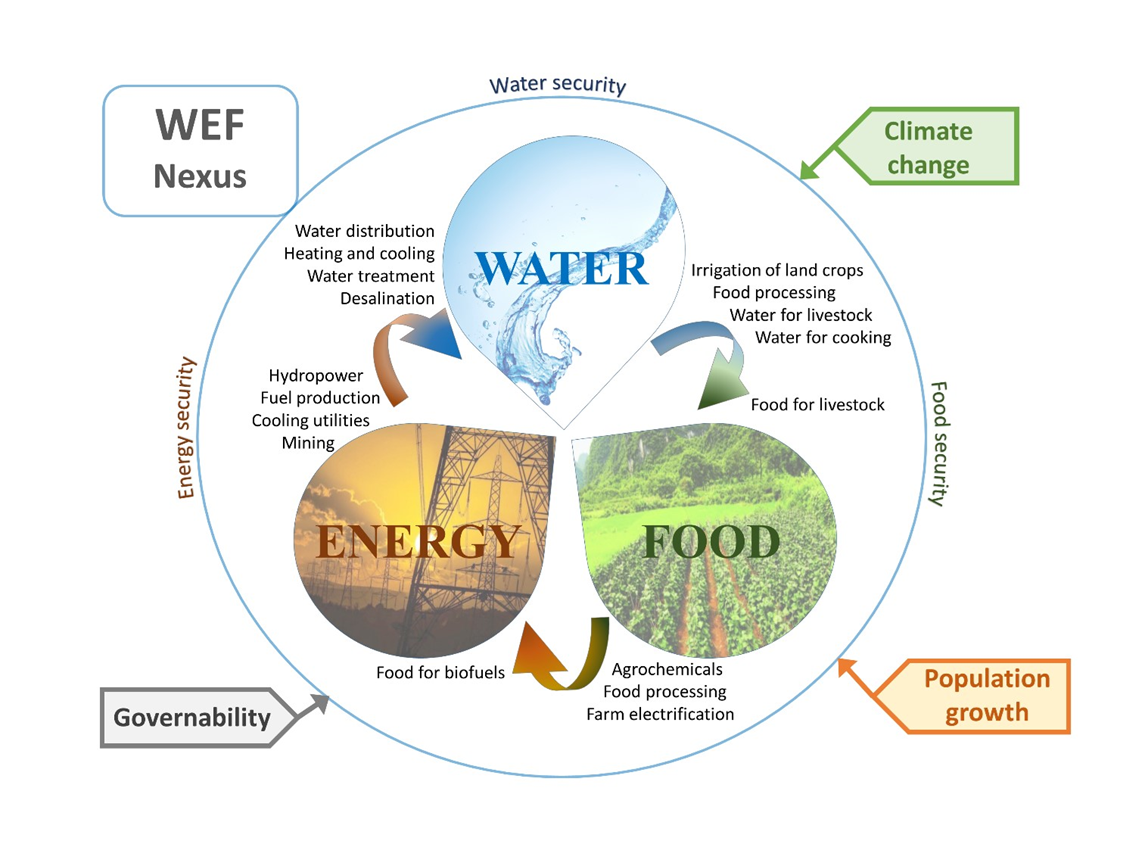 Water security
WEF
Nexus
Climate
change
Water distribution
Heating and cooling
Water treatment
Desalination
WATER
Irrigation of land crops
Food processing
Water for livestock
Water for cooking
Energy security
Hydropower
Fuel production
Cooling utilities
Mining
Food for livestock
Food security
ENERGY
FOOD
Food for biofuels
Agrochemicals
Food processing
Farm electrification
Governability
Population
growth